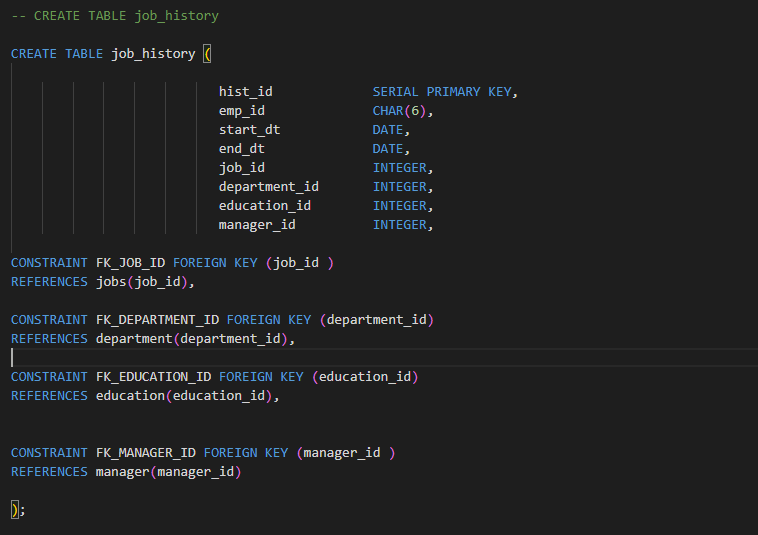 -- CREATE TABLE job_history
CREATE TABLE job_history (
hist_id SERIAL PRIMARY KEY,
emp_id CHAR(6),
start_dt DATE,
end_dt DATE,
job_id INTEGER,
department_id INTEGER,
education_id INTEGER,
manager_id INTEGER,
CONSTRAINT FK_JOB_ID FOREIGN KEY (job_id )
REFERENCES jobs(job_id),
CONSTRAINT FK_DEPARTMENT_ID FOREIGN KEY (department_id)
REFERENCES department(department_id),
CONSTRAINT FK_EDUCATION_ID FOREIGN KEY (education_id)
REFERENCES education(education_id),
CONSTRAINT FK_MANAGER_ID FOREIGN KEY (manager_id )
REFERENCES manager(manager_id)
);